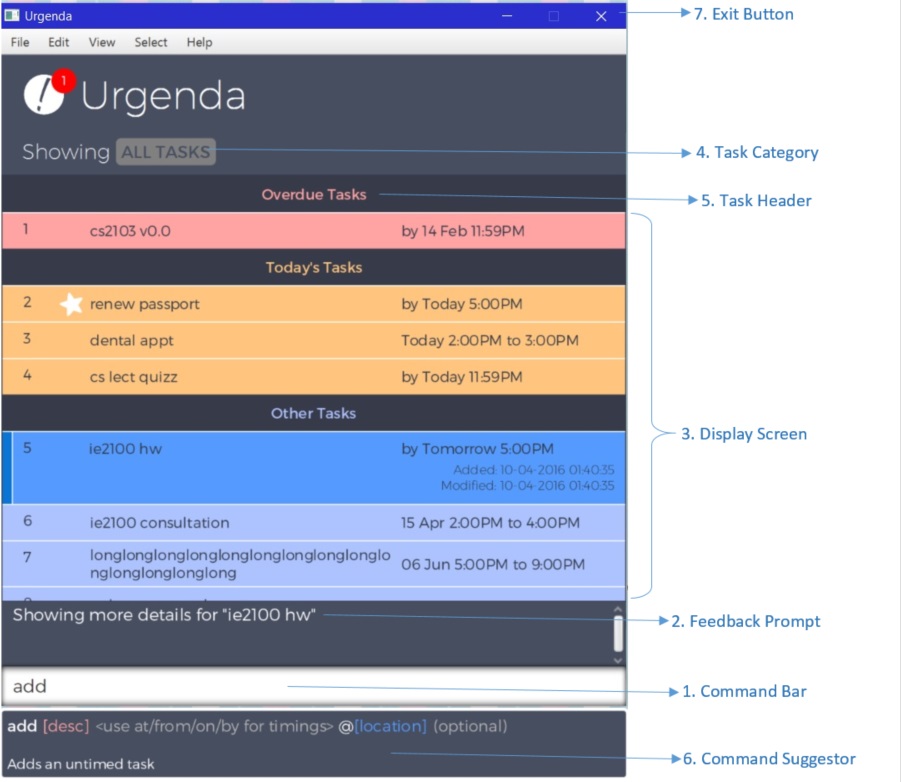 Urgenda
7. Exit Button
File Edit View Select Help
1
Urgenda
Showing ALL TASKS
4. Task Category
Overdue Tasks
5. Task Header
1 cs2103 v0.0 by 14 Feb 11:59PM
Today's Tasks
2 renew passport by Today 5:00PM
3 dental appt Today 2:00PM to 3:00PM
4 cs lect quizz by Today 11:59PM
Other Tasks
3. Display Screen
5 ie2100 hw by Tomorrow 5:00PM
Added: 10-04-2016 01:40:35
Modified: 10-04-2016 01:40:35
6 ie2100 consultation 15 Apr 2:00PM to 4:00PM
7 longlonglonglonglonglonglonglonglonglo
nglonglonglonglong 06 Jun 5:00PM to 9:00PM
Showing more details for "ie2100 hw"
2. Feedback Prompt
add
1. Command Bar
add [desc] <use at/from/on/by for timings> @[location] (optional)
6. Command Suggestor
Adds an untimed task